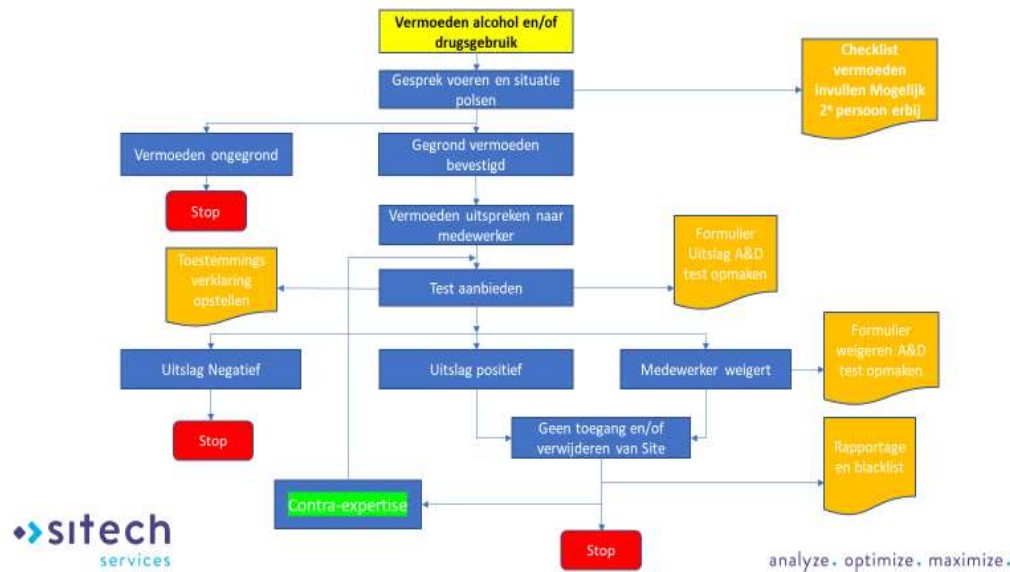 Vermoeden alcohol en/of
drugsgebruik
Gesprek voeren en situatie
polsen
Checklist
vermoeden
invullen Mogelijk
2e persoon erbij
Vermoeden ongegrond
Gegrond vermoeden
bevestigd
Stop
Vermoeden uitspreken naar
medewerker
Toestemmings
verklaring
opstellen
Test aanbieden
Formulier
Uitslag A&D
test opmaken
Uitslag Negatief
Uitslag positief
Medewerker weigert
Formulier
weigeren A&D
test opmaken
Stop
Geen toegang en/of
verwijderen van Site
Rapportage
en blacklist
Contra-expertise
Stop
sitech
services
analyze. optimize. maximize.